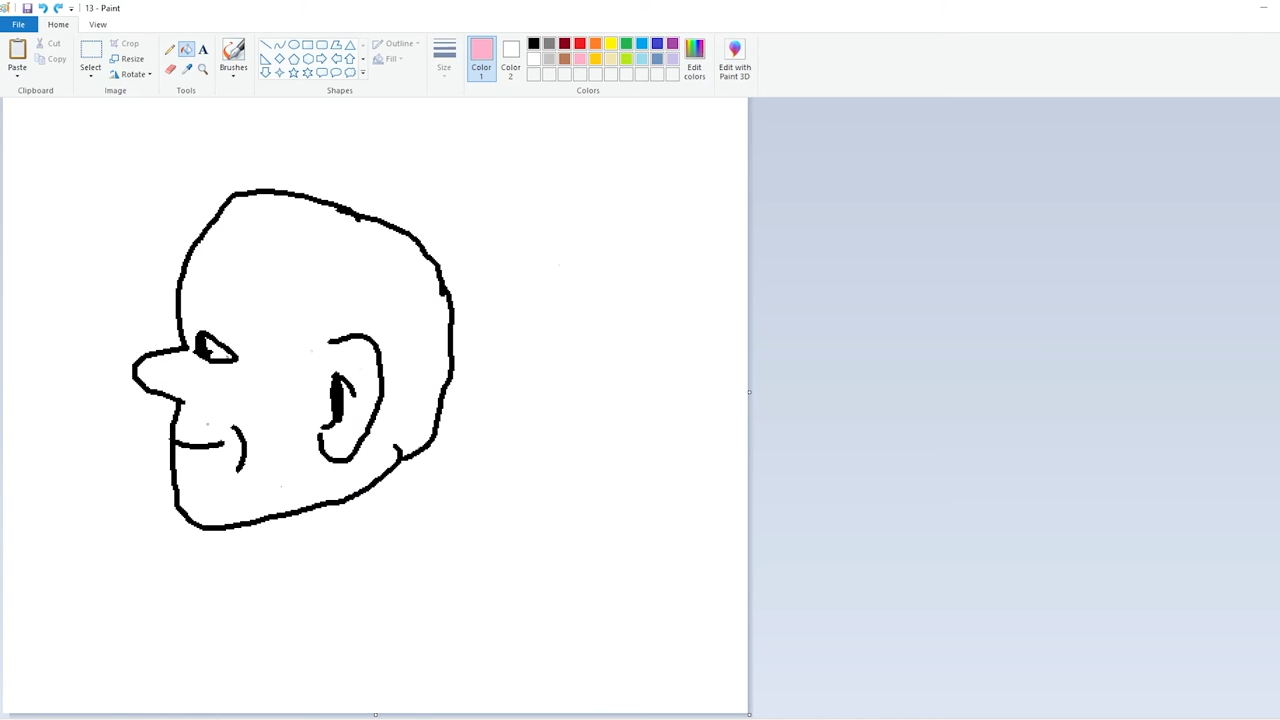 13 - Paint
File Home View
Paste
Cut
Copy
Clipboard
Select
Crop
Resize
Rotate
Image
A
Tools
Brushes
Outline
Fill
Shapes
Size
Color
1
Color
2
Edit
colors
Colors
Edit with
Paint 3D